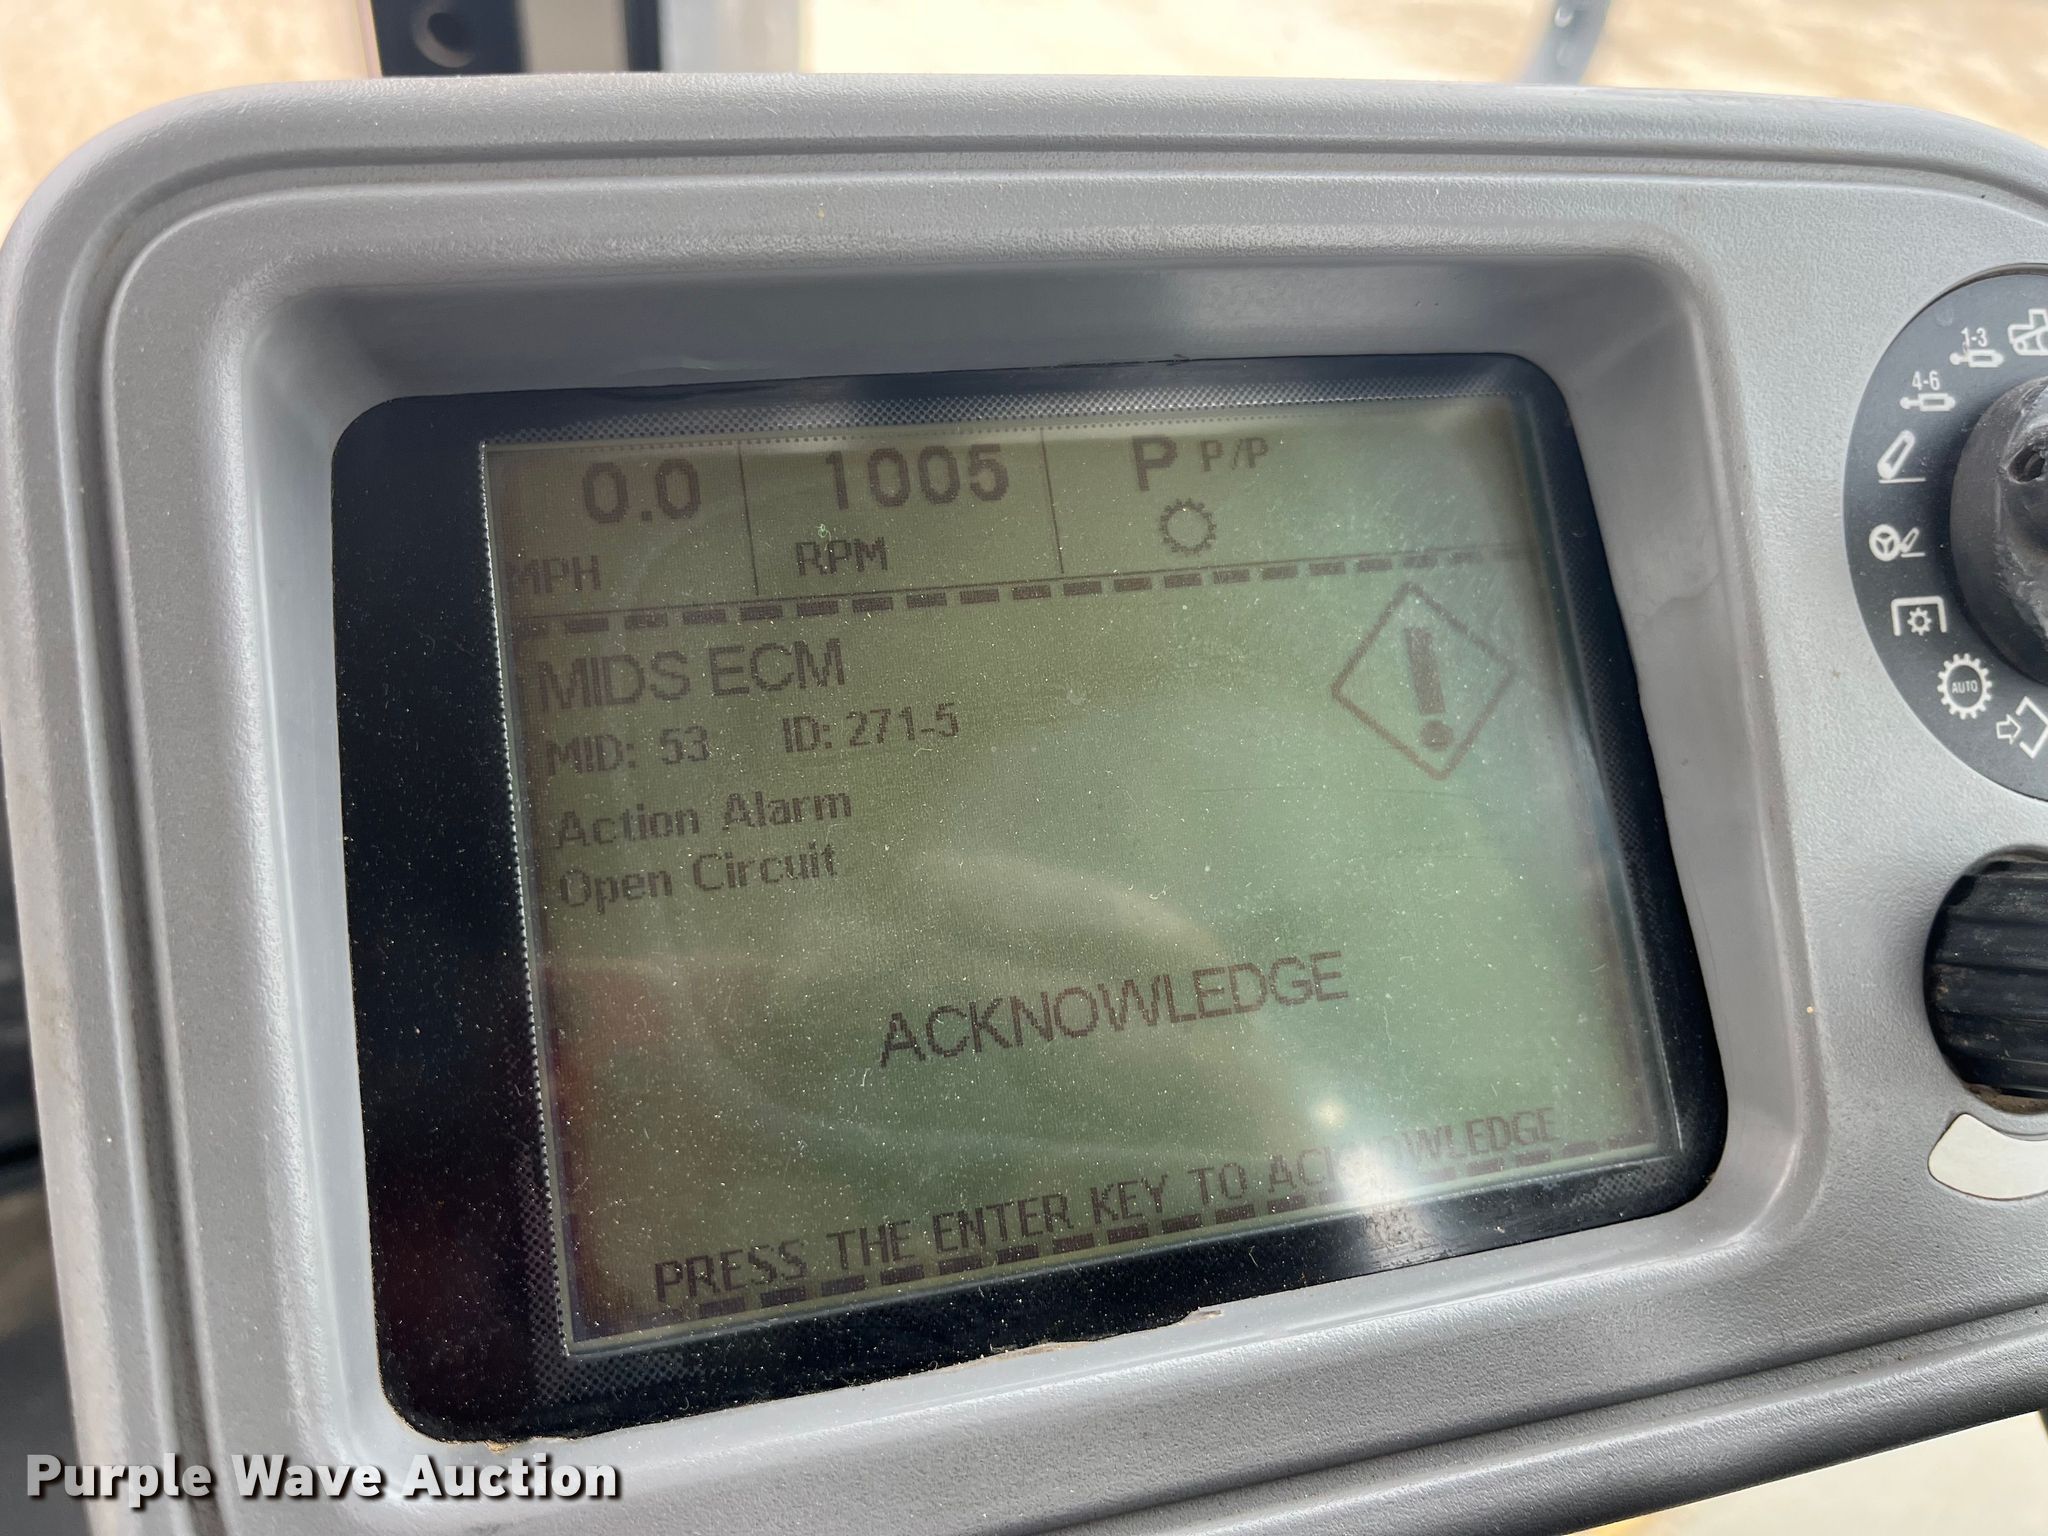 0.0 1005 P P/P
MPH RPM
MIDS ECM
MID: 53 ID: 271-5
Action Alarm
Open Circuit
ACKNOWLEDGE
PRESS THE ENTER KEY TO ACKNOWLEDGE
1-3
4-6
AUTO
Purple Wave Auction